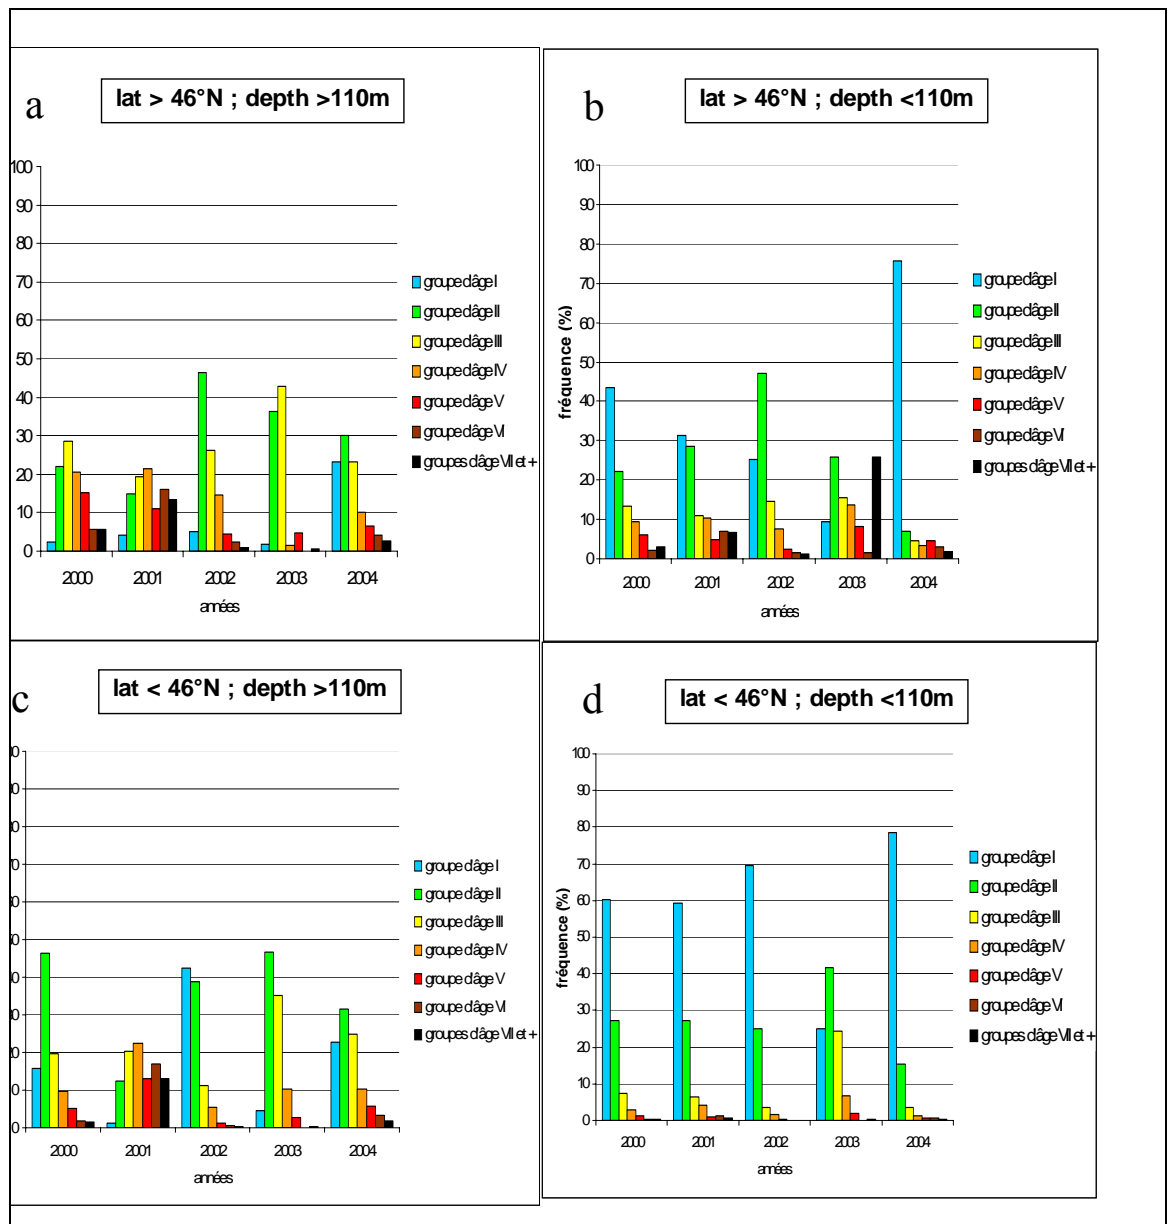 a
lat > 46°N ; depth >110m
100
90
80
70
60
50
40
30
20
10
0
2000 2001 2002 2003 2004
années
groupe d'âge I
groupe d'âge II
groupe d'âge III
groupe d'âge IV
groupe d'âge V
groupe d'âge VI
groupes d'âge VII et +
b
lat > 46°N ; depth <110m
fréquence (%)
100
90
80
70
60
50
40
30
20
10
0
2000 2001 2002 2003 2004
années
groupe d'âge I
groupe d'âge II
groupe d'âge III
groupe d'âge IV
groupe d'âge V
groupe d'âge VI
groupes d'âge VII et +
c
lat < 46°N ; depth >110m
2000 2001 2002 2003 2004
années
groupe d'âge I
groupe d'âge II
groupe d'âge III
groupe d'âge IV
groupe d'âge V
groupe d'âge VI
groupes d'âge VII et +
d
lat < 46°N ; depth <110m
fréquence (%)
100
90
80
70
60
50
40
30
20
10
0
2000 2001 2002 2003 2004
années
groupe d'âge I
groupe d'âge II
groupe d'âge III
groupe d'âge IV
groupe d'âge V
groupe d'âge VI
groupes d'âge VII et +